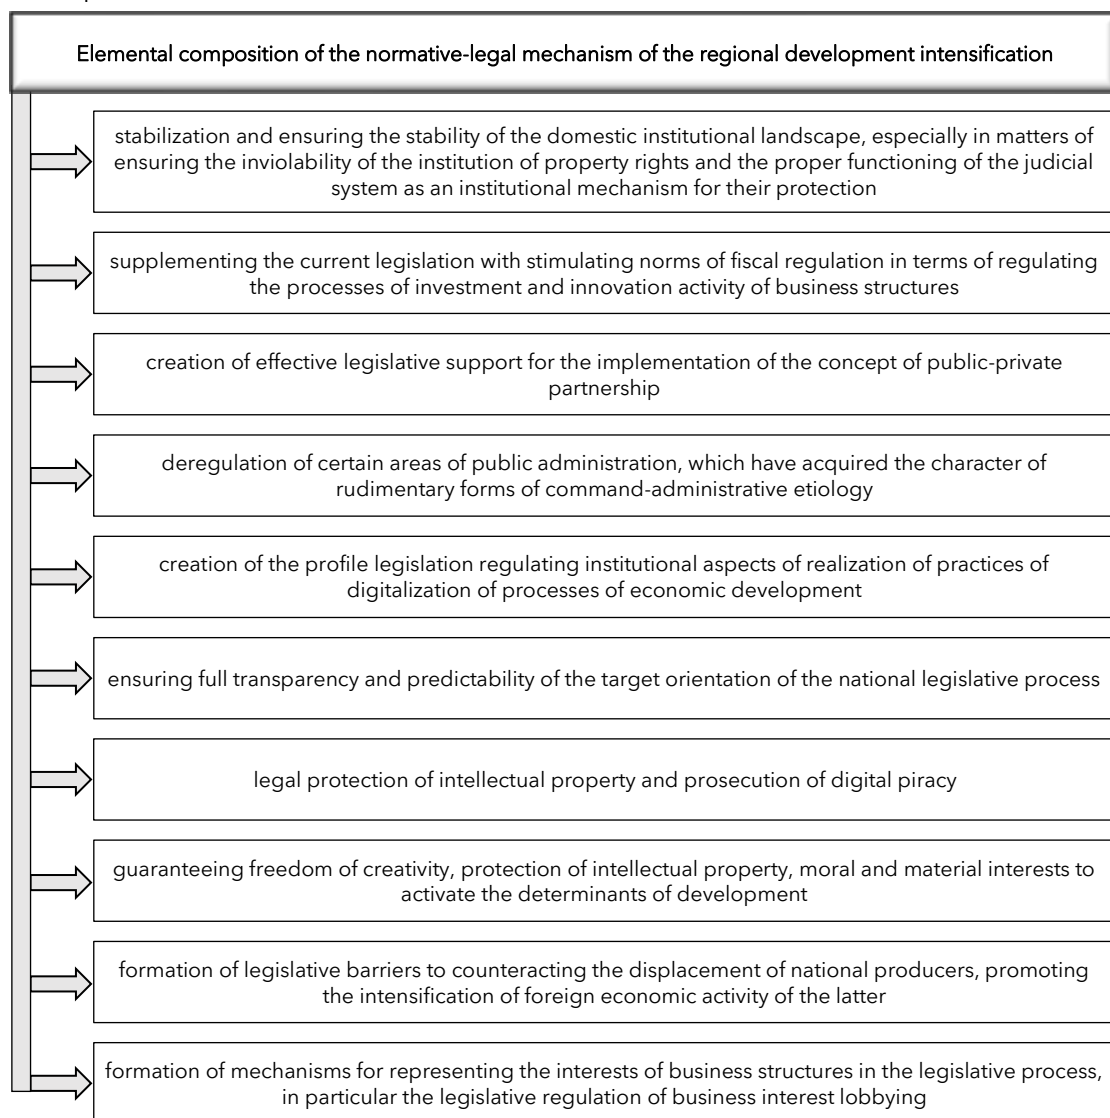 Elemental composition of the normative-legal mechanism of the regional development intensification
stabilization and ensuring the stability of the domestic institutional landscape, especially in matters of
ensuring the inviolability of the institution of property rights and the proper functioning of the judicial
system as an institutional mechanism for their protection
supplementing the current legislation with stimulating norms of fiscal regulation in terms of regulating
the processes of investment and innovation activity of business structures
creation of effective legislative support for the implementation of the concept of public-private
partnership
deregulation of certain areas of public administration, which have acquired the character of
rudimentary forms of command-administrative etiology
creation of the profile legislation regulating institutional aspects of realization of practices of
digitalization of processes of economic development
ensuring full transparency and predictability of the target orientation of the national legislative process
legal protection of intellectual property and prosecution of digital piracy
guaranteeing freedom of creativity, protection of intellectual property, moral and material interests to
activate the determinants of development
formation of legislative barriers to counteracting the displacement of national producers, promoting
the intensification of foreign economic activity of the latter
formation of mechanisms for representing the interests of business structures in the legislative process,
in particular the legislative regulation of business interest lobbying